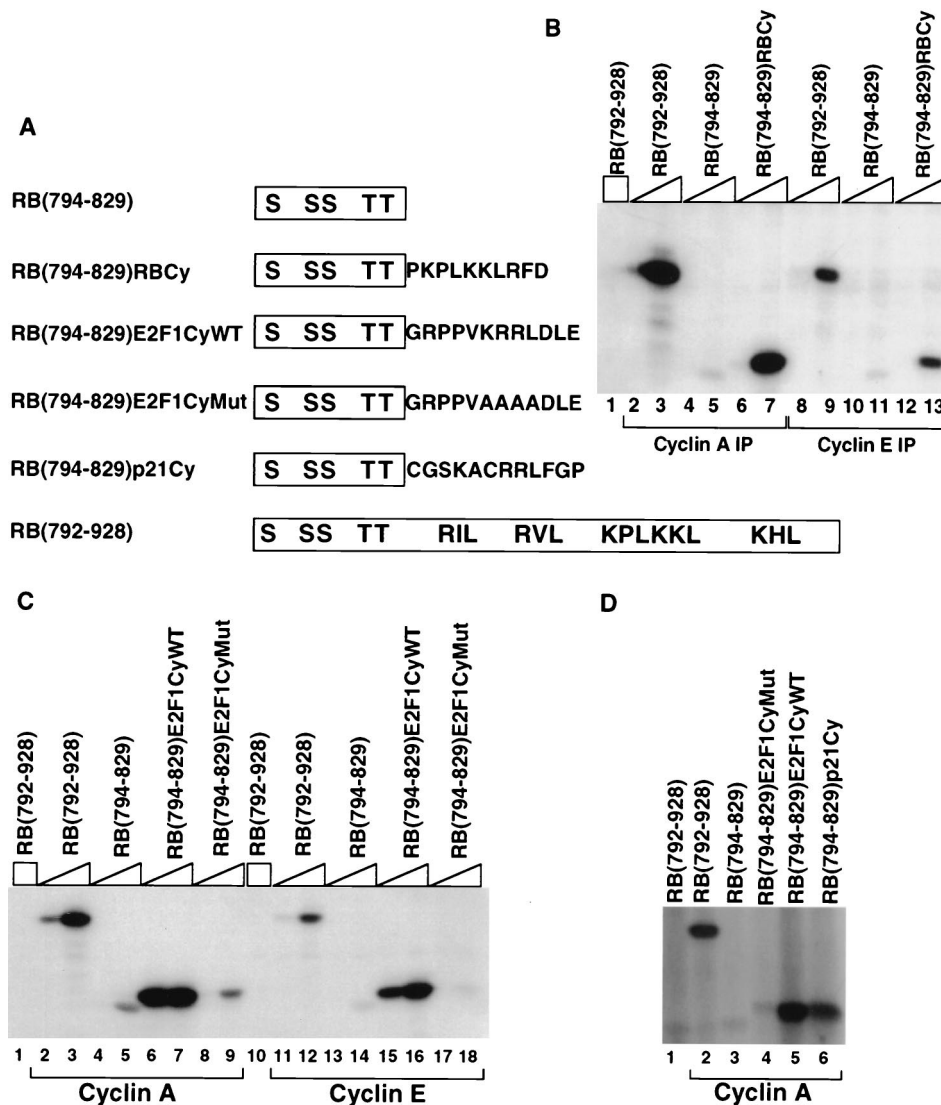 A
RB(794-829) S SS TT
RB(794-829)RBCy S SS TT PKPLKKLRFD
RB(794-829)E2F1CyWT S SS TT GRPPVKRRLDLE
RB(794-829)E2F1CyMut S SS TT GRPPVAAAADLE
RB(794-829)p21Cy S SS TT CGSKACRRLFGP
RB(792-928) S SS TT RIL RVL KPLKKL KHL
B
RB(792-928)
RB(792-928)
RB(794-829)
RB(794-829)RBCy
RB(792-928)
RB(794-829)
RB(794-829)RBCy
1 2 3 4 5 6 7 8 9 10 11 12 13
Cyclin A IP Cyclin E IP
C
RB(792-928)
RB(792-928)
RB(794-829)
RB(794-829)E2F1CyWT
RB(794-829)E2F1CyMut
RB(792-928)
RB(792-928)
RB(794-829)
RB(794-829)E2F1CyWT
RB(794-829)E2F1CyMut
1 2 3 4 5 6 7 8 9 10 11 12 13 14 15 16 17 18
Cyclin A Cyclin E
D
RB(792-928)
RB(792-928)
RB(794-829)
RB(794-829)E2F1CyMut
RB(794-829)E2F1CyWT
RB(794-829)p21Cy
1 2 3 4 5 6
Cyclin A